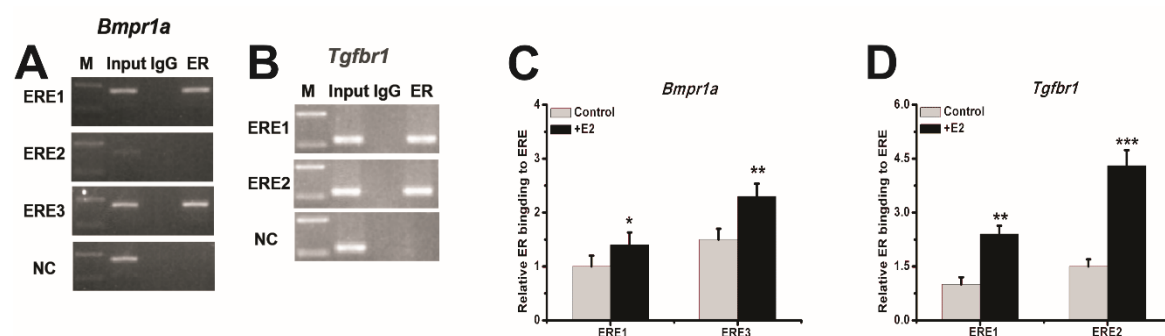 A
Bmpr1a
M Input IgG ER
ERE1
ERE2
ERE3
NC
B
Tgfbr1
M Input IgG ER
ERE1
ERE2
NC
C
Bmpr1a
Control
+E2
Relative ER bingding to ERE
4
3
2
1
0
*
**
ERE1 ERE3
D
Tgfbr1
Control
+E2
Relative ER bingding to ERE
6.0
4.5
3.0
1.5
0.0
**
***
ERE1 ERE2